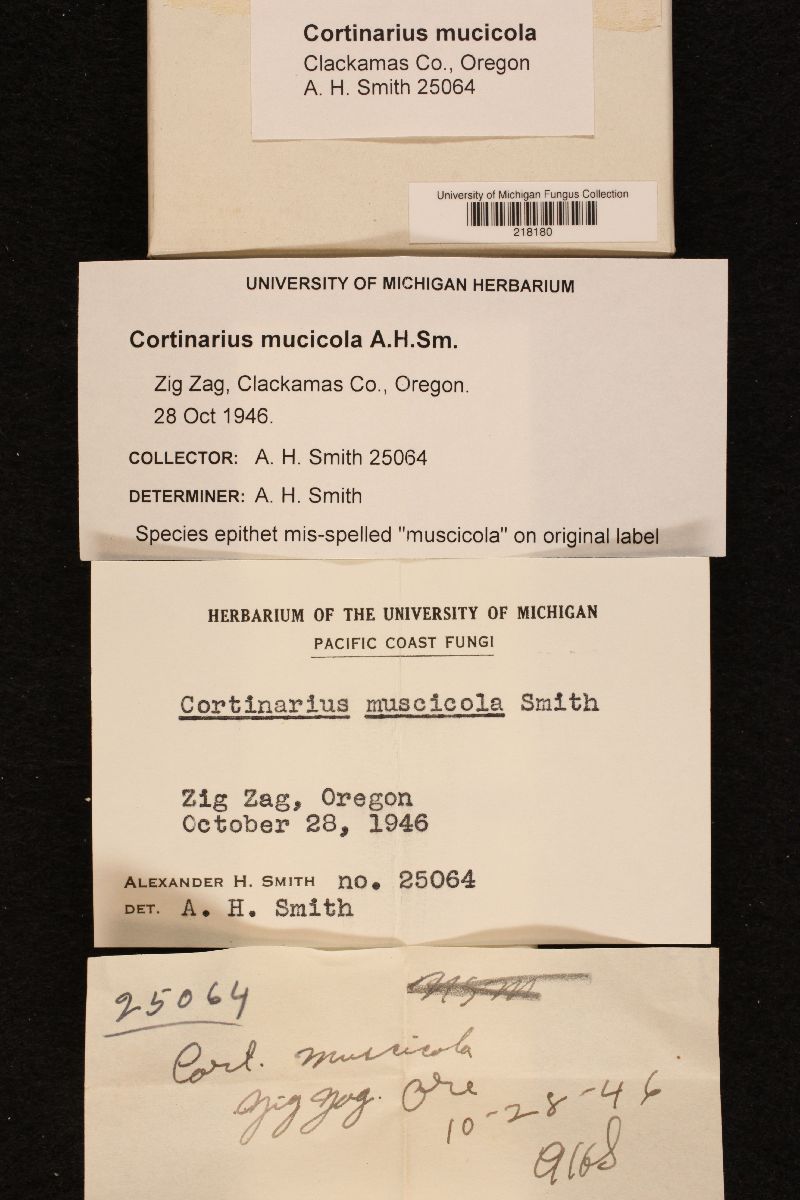 Cortinarius mucicola
Clackamas Co., Oregon
A. H. Smith 25064
University of Michigan Fungus Collection
218180
UNIVERSITY OF MICHIGAN HERBARIUM
Cortinarius mucicola A.H.Sm.
Zig Zag, Clackamas Co., Oregon.
28 Oct 1946.
COLLECTOR: A. H. Smith 25064
DETERMINER: A. H. Smith
Species epithet mis-spelled "muscicola" on original label
HERBARIUM OF THE UNIVERSITY OF MICHIGAN
PACIFIC COAST FUNGI
Cortinarius muscicola Smith
Zig Zag, Oregon
October 28, 1946
ALEXANDER H. SMITH no. 25064
DET. A. H. Smith
25064
Cort. muscicola
Zig Zag. Ore
10-28-46
AHS